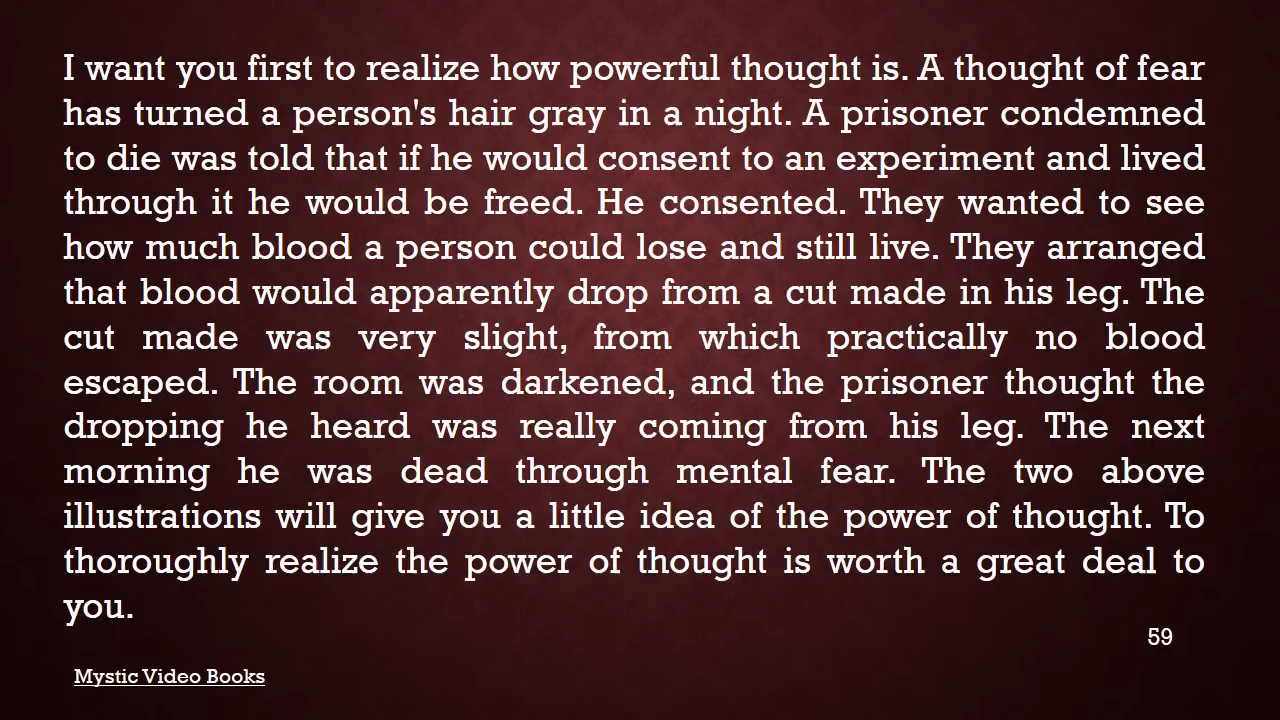 I want you first to realize how powerful thought is. A thought of fear
has turned a person's hair gray in a night. A prisoner condemned
to die was told that if he would consent to an experiment and lived
through it he would be freed. He consented. They wanted to see
how much blood a person could lose and still live. They arranged
that blood would apparently drop from a cut made in his leg. The
cut made was very slight, from which practically no blood
escaped. The room was darkened, and the prisoner thought the
dropping he heard was really coming from his leg. The next
morning he was dead through mental fear. The two above
illustrations will give you a little idea of the power of thought. To
thoroughly realize the power of thought is worth a great deal to
you.
59
Mystic Video Books